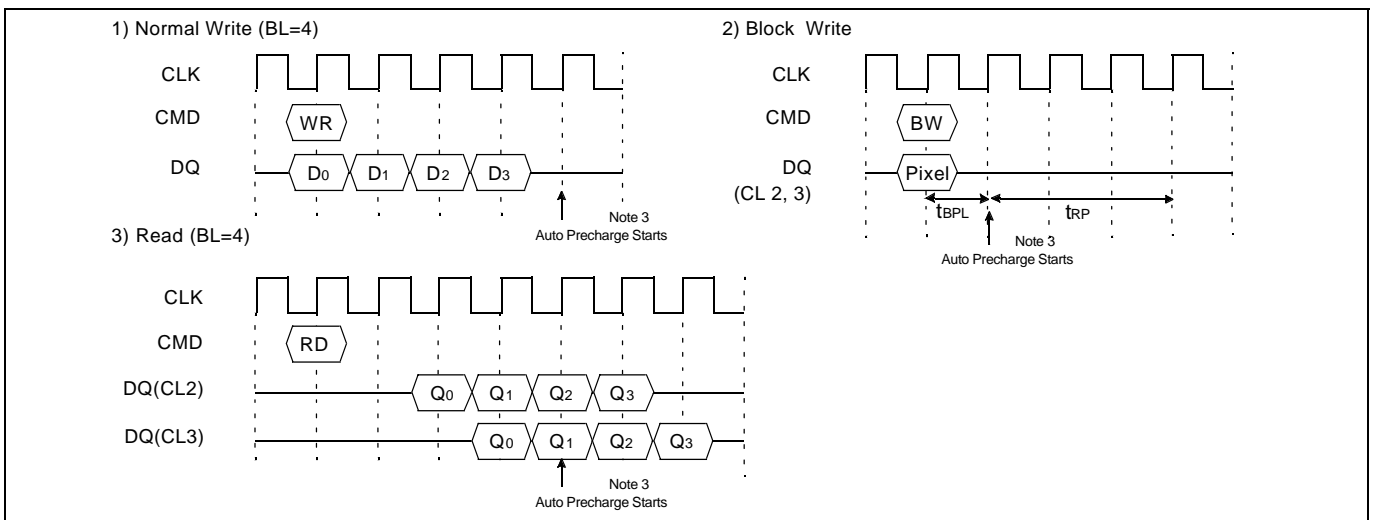 1) Normal Write (BL=4)
CLK
CMD
WR
DQ
D0 D1 D2 D3
Note 3
Auto Precharge Starts
2) Block Write
CLK
CMD
BW
DQ
(CL 2, 3)
Pixel
tBPL tRP
Note 3
Auto Precharge Starts
3) Read (BL=4)
CLK
CMD
RD
DQ(CL2)
Q0 Q1 Q2 Q3
DQ(CL3)
Q0 Q1 Q2 Q3
Note 3
Auto Precharge Starts